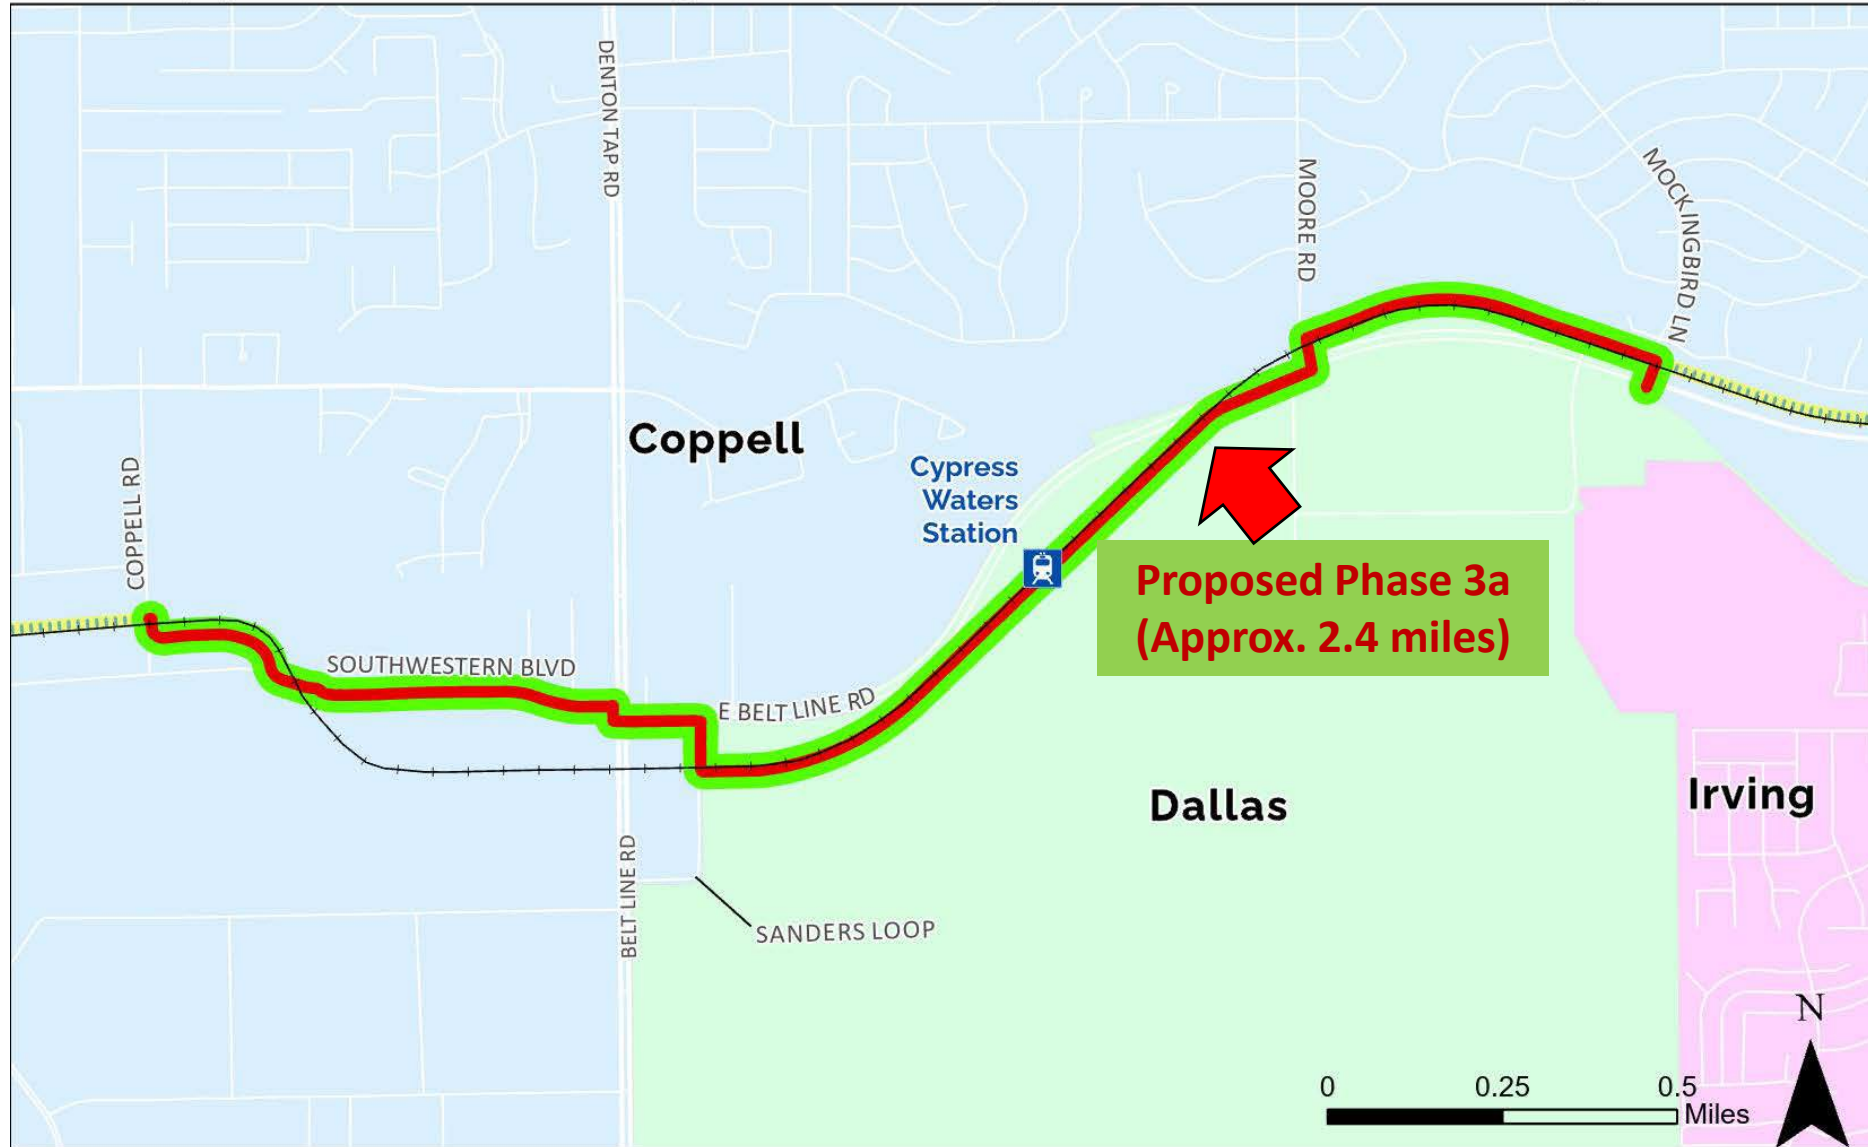 DENTON TAP RD
MOORE RD
MOCKINGBIRD LN
Coppell
COPPELL RD
Cypress
Waters
Station
Proposed Phase 3a
(Approx. 2.4 miles)
SOUTHWESTERN BLVD
E BELT LINE RD
Dallas
Irving
BELT LINE RD
SANDERS LOOP
N
0 0.25 0.5
Miles